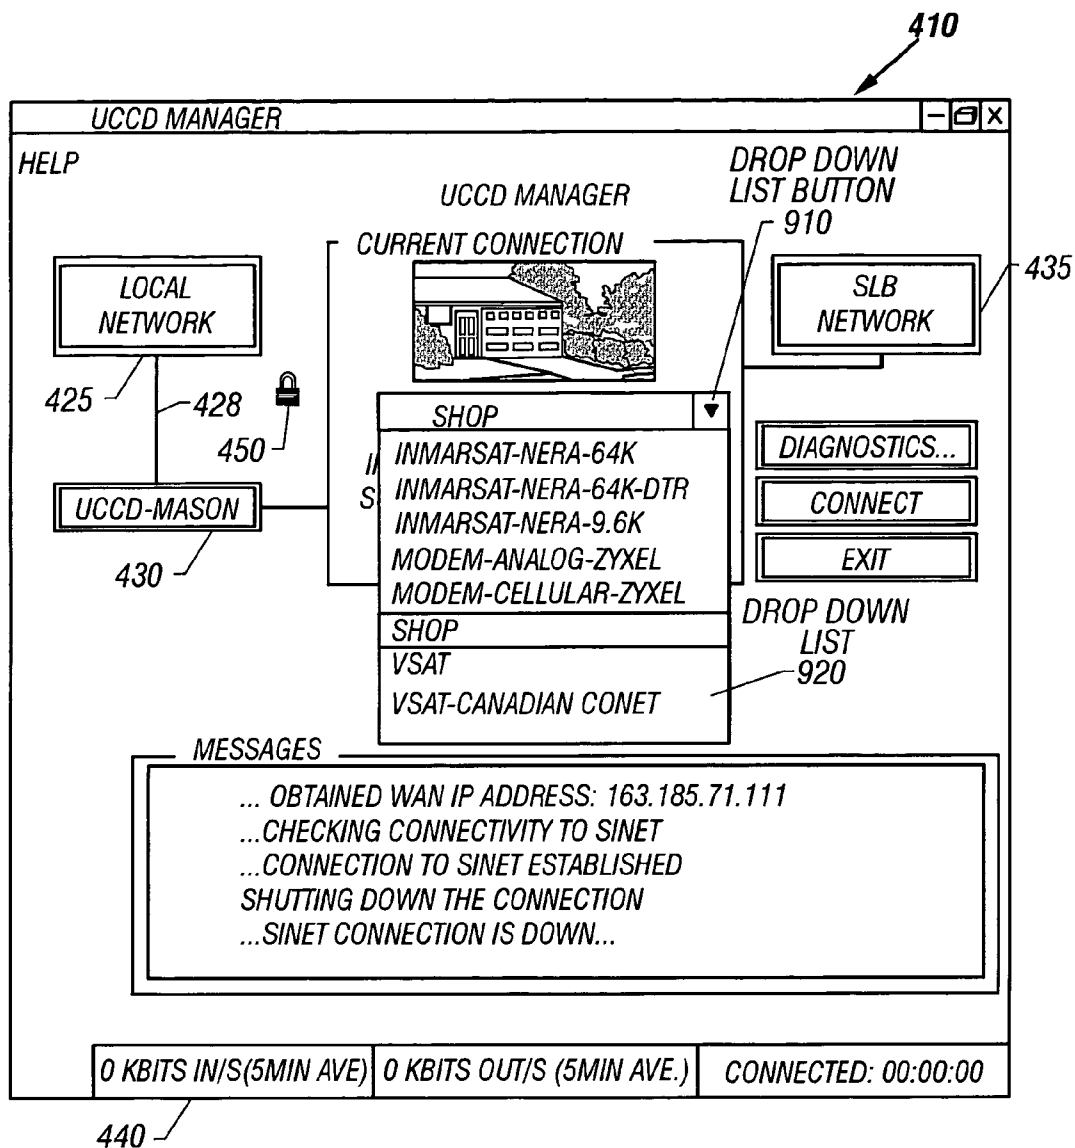 410
UCCD MANAGER
HELP
UCCD MANAGER
DROP DOWN
LIST BUTTON
910
CURRENT CONNECTION
LOCAL
NETWORK
SLB
NETWORK
435
425
428
450
SHOP
INMARSAT-NERA-64K
INMARSAT-NERA-64K-DTR
INMARSAT-NERA-9.6K
MODEM-ANALOG-ZYXEL
MODEM-CELLULAR-ZYXEL
SHOP
VSAT
VSAT-CANADIAN CONET
DIAGNOSTICS...
CONNECT
EXIT
UCCD-MASON
430
DROP DOWN
LIST
920
MESSAGES
... OBTAINED WAN IP ADDRESS: 163.185.71.111
...CHECKING CONNECTIVITY TO SINET
...CONNECTION TO SINET ESTABLISHED
SHUTTING DOWN THE CONNECTION
...SINET CONNECTION IS DOWN...
0 KBITS IN/S(5MIN AVE)
0 KBITS OUT/S (5MIN AVE.)
CONNECTED: 00:00:00
440